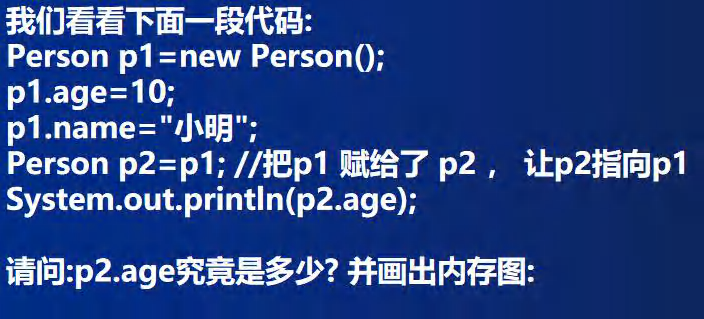 我们看看下面一段代码:
Person p1=new Person();
p1.age=10;
p1.name="小明";
Person p2=p1; //把p1 赋给了 p2 ， 让p2指向p1
System.out.println(p2.age);
请问:p2.age究竟是多少? 并画出内存图: